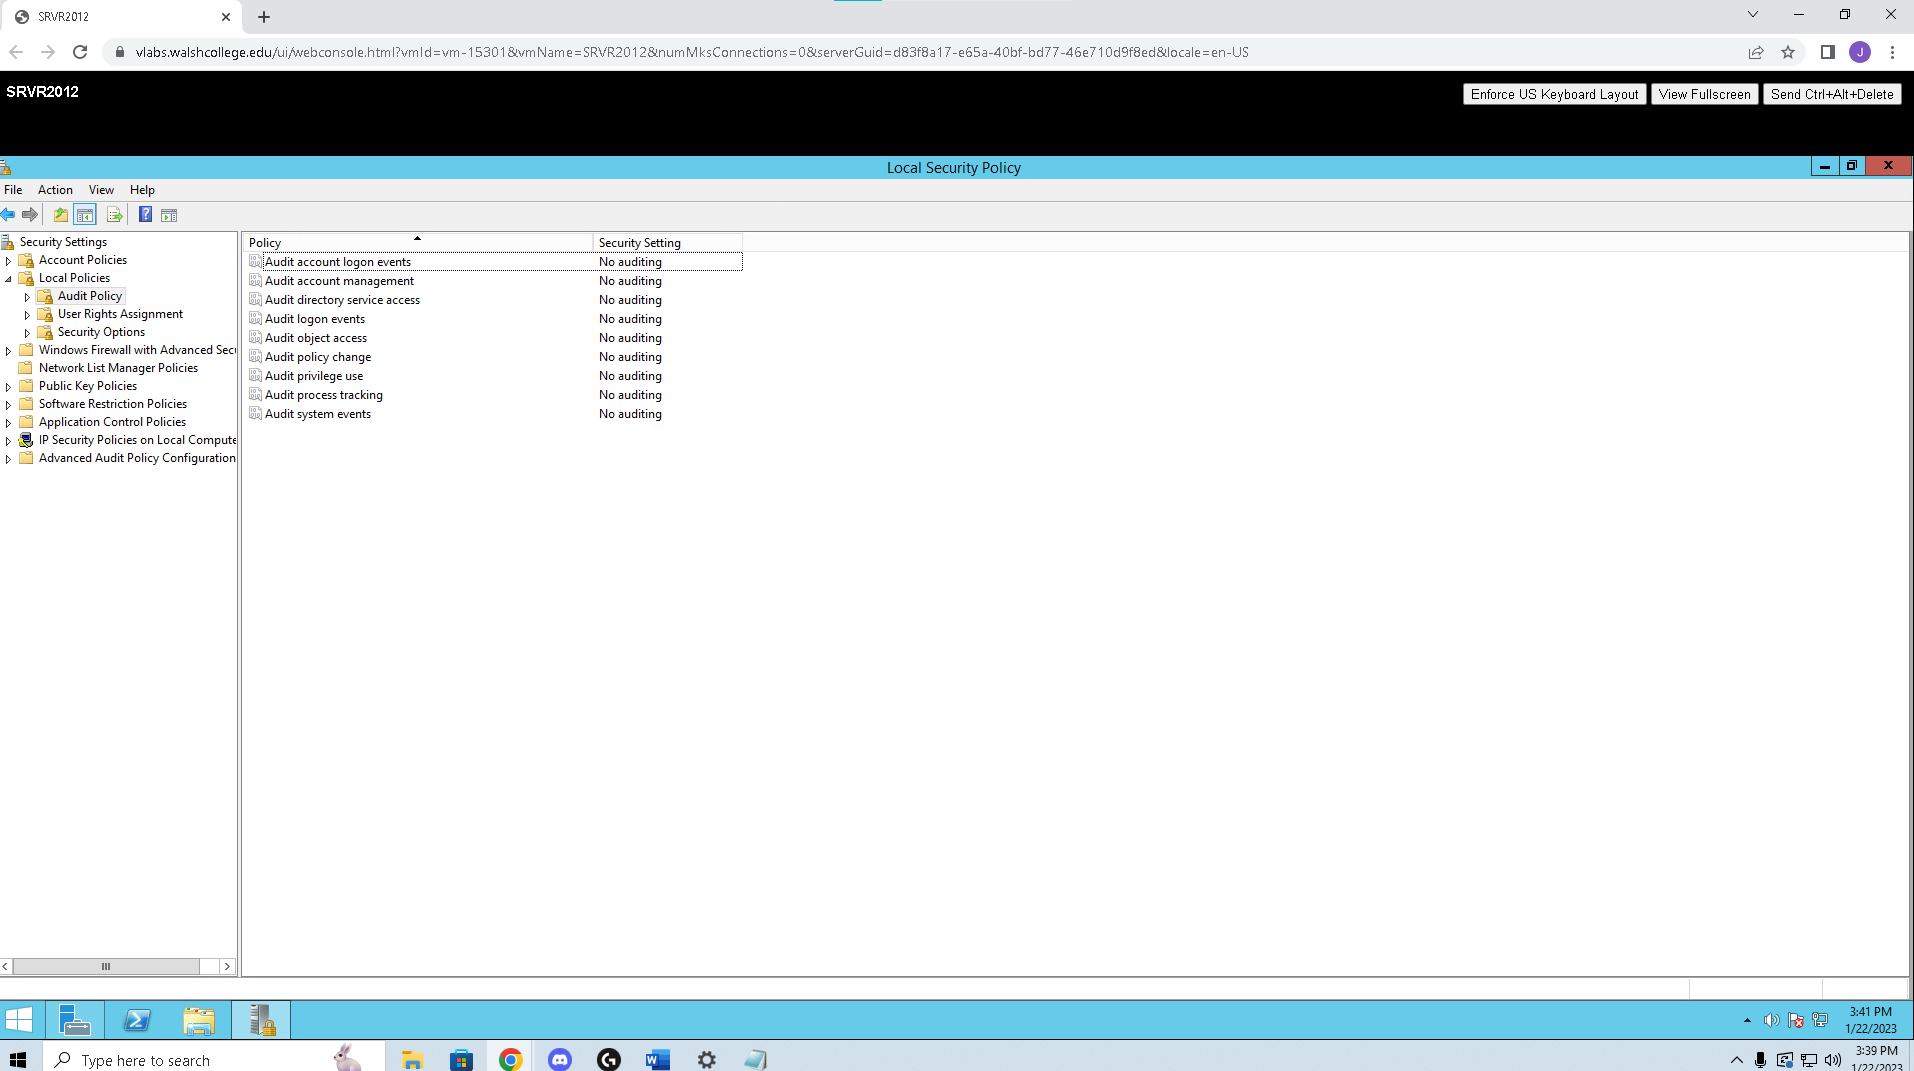 SRVR2012
vlabs.walshcollege.edu/ui/webconsole.html?vmId=vm-15301&vmName=SRVR2012&numMksConnections=0&serverGuid=d83f8a17-e65a-40bf-bd77-46e710d9f8ed&locale=en-US
J
SRVR2012
Enforce US Keyboard Layout View Fullscreen Send Ctrl+Alt+Delete
Local Security Policy
File Action View Help
Security Settings
Account Policies
Local Policies
Audit Policy
User Rights Assignment
Security Options
Windows Firewall with Advanced Secu
Network List Manager Policies
Public Key Policies
Software Restriction Policies
Application Control Policies
IP Security Policies on Local Compute
Advanced Audit Policy Configuration
Policy Security Setting
Audit account logon events No auditing
Audit account management No auditing
Audit directory service access No auditing
Audit logon events No auditing
Audit object access No auditing
Audit policy change No auditing
Audit privilege use No auditing
Audit process tracking No auditing
Audit system events No auditing
3:41 PM
1/22/2023
Type here to search
3:39 PM
1/22/2023